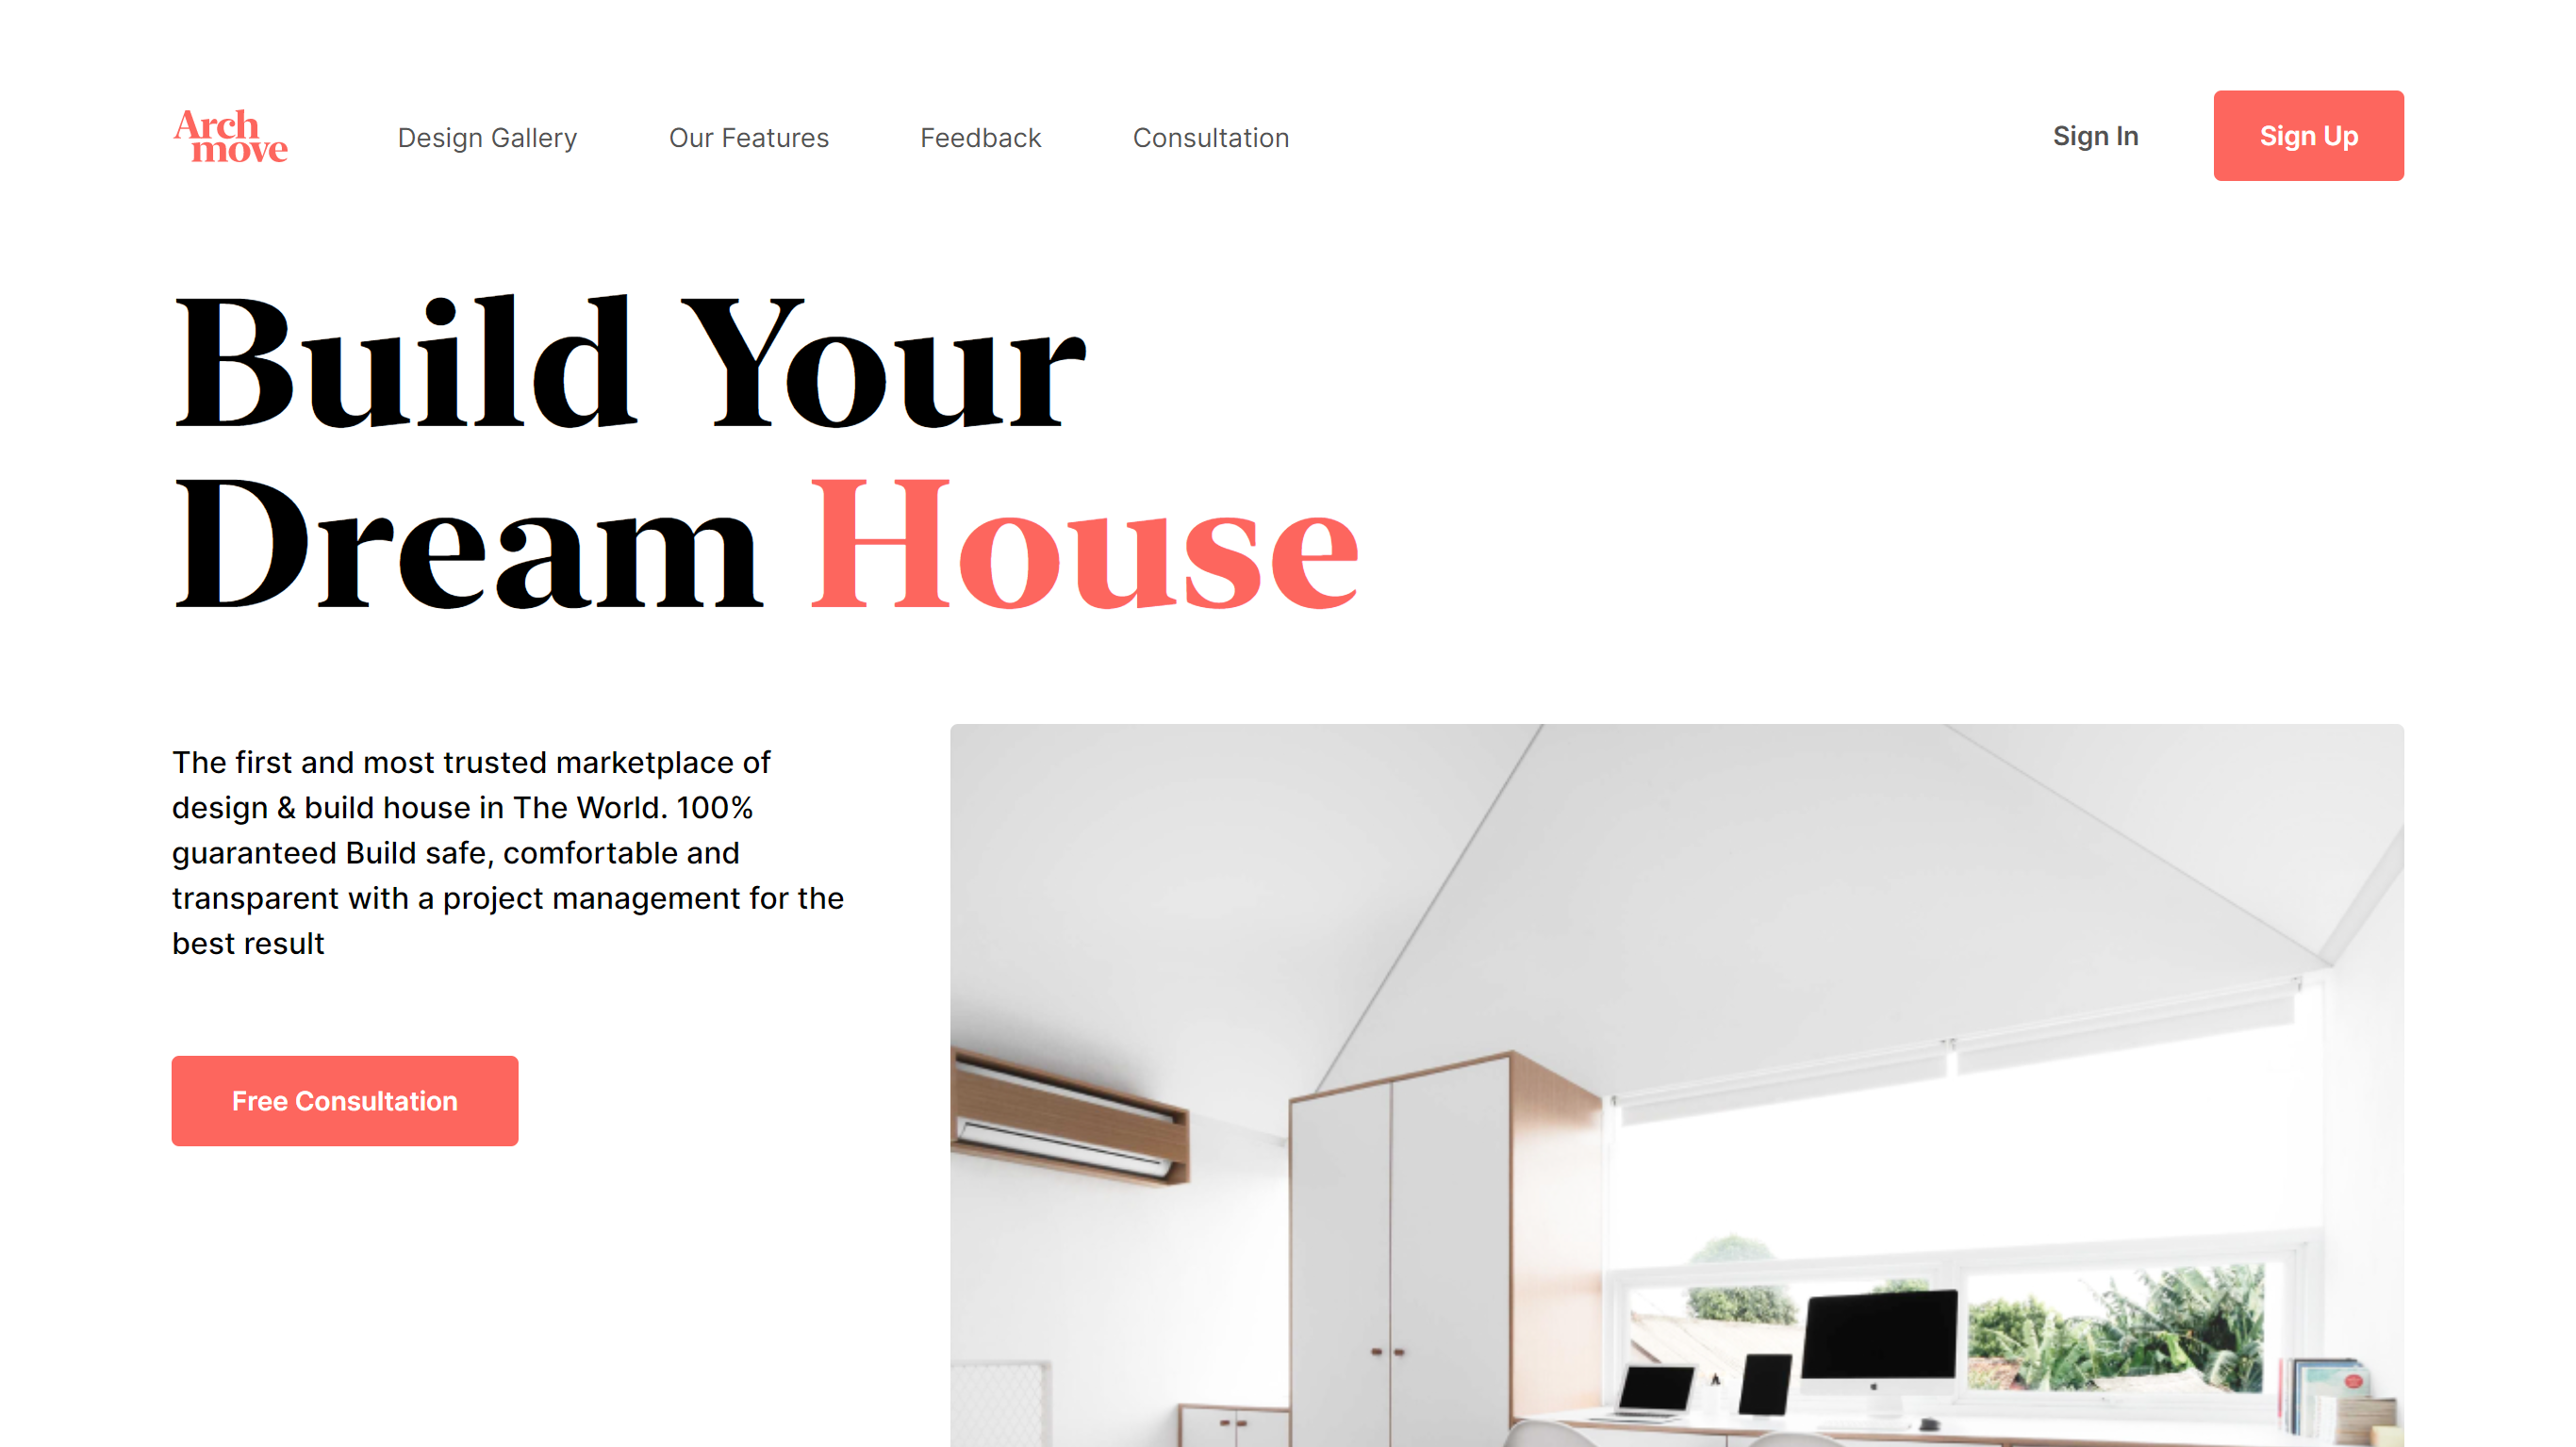 Arch
move
Design Gallery
Our Features
Feedback
Consultation
Sign In
Sign Up
Build Your
Dream House
The first and most trusted marketplace of
design & build house in The World. 100%
guaranteed Build safe, comfortable and
transparent with a project management for the
best result
Free Consultation